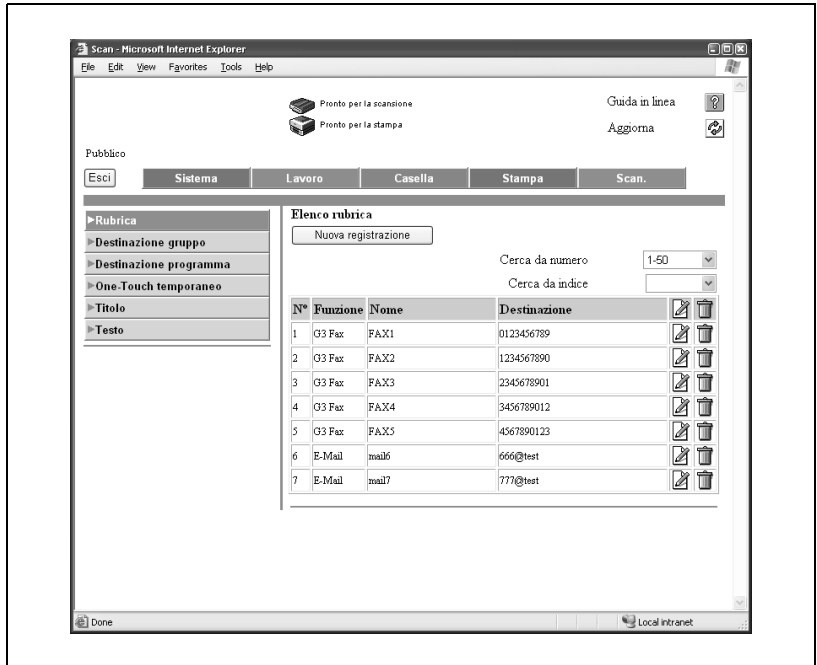 Scan - Microsoft Internet Explorer
File Edit View Favorites Tools Help
Pronto per la scansione
Guida in linea
Pronto per la stampa
Aggiorna
Pubblico
Esci Sistema Lavoro Casella Stampa Scan.
Rubrica
Destinazione gruppo
Destinazione programma
One-Touch temporaneo
Titolo
Testo
Elenco rubrica
Nuova registrazione
Cerca da numero 1-50
Cerca da indice
N° Funzione Nome Destinazione
1 G3 Fax FAX1 0123456789
2 G3 Fax FAX2 1234567890
3 G3 Fax FAX3 2345678901
4 G3 Fax FAX4 3456789012
5 G3 Fax FAX5 4567890123
6 E-Mail mail6 666@test
7 E-Mail mail7 777@test
Done Local intranet